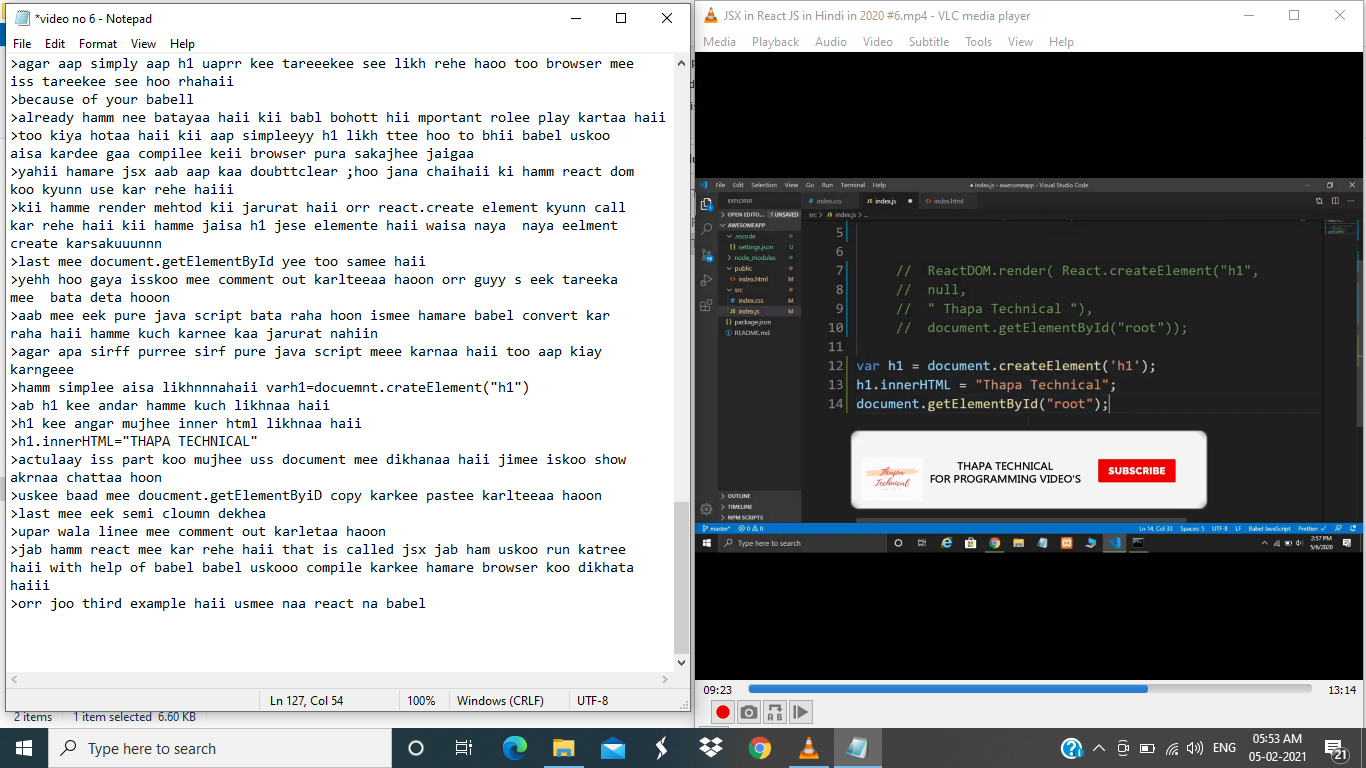 *video no 6 - Notepad
File Edit Format View Help
>agar aap simply aap h1 uaprr kee tareeekee see likh rehe haoo too browser mee
iss tareekee see hoo rhahaii
>because of your babell
>already hamm nee batayaa haii kii babl bohott hii mportant rolee play kartaa haii
>too kiya hotaa haii kii aap simpleeyy h1 likh ttee hoo to bhii babel uskoo
aisa kardee gaa compilee keii browser pura sakajhee jaigaa
>yahii hamare jsx aab aap kaa doubttclear ;hoo jana chaihaii ki hamm react dom
koo kyunn use kar rehe haiii
>kii hamme render mehtod kii jarurat haii orr react.create element kyunn call
kar rehe haii kii hamme jaisa h1 jese elemente haii waisa naya  naya eelment
create karsakuuunnn
>last mee document.getElementById yee too samee haii
>yehh hoo gaya isskoo mee comment out karlteeaa haoon orr guyy s eek tareeka
mee  bata deta hooon
>aab mee eek pure java script bata raha hoon ismee hamare babel convert kar
raha haii hamme kuch karnee kaa jarurat nahiin
>agar apa sirff purree sirf pure java script meee karnaa haii too aap kiay
karngeee
>hamm simplee aisa likhnnnahaii varh1=docuemnt.crateElement("h1")
>ab h1 kee andar hamme kuch likhnaa haii
>h1 kee angar mujhee inner html likhnaa haii
>h1.innerHTML="THAPA TECHNICAL"
>actulaay iss part koo mujhee uss document mee dikhanaa haii jimee iskoo show
akrnaa chattaa hoon
>uskee baad mee doucment.getElementByiD copy karkee pastee karlteeaa haoon
>last mee eek semi cloumn dekhea
>upar wala linee mee comment out karletaa haoon
>jab hamm react mee kar rehe haii that is called jsx jab ham uskoo run katree
haii with help of babel babel uskooo compile karkee hamare browser koo dikhata
haiii
>orr joo third example haii usmee naa react na babel
Ln 127, Col 54 100% Windows (CRLF) UTF-8
2 items 1 item selected 6.60 KB
JSX in React JS in Hindi in 2020 #6.mp4 - VLC media player
Media Playback Audio Video Subtitle Tools View Help
File Edit Selection View Go Run Terminal Help ● index.js - awesomeapp - Visual Studio Code
EXPLORER
index.css JS index.js ● index.html
OPEN EDITO... 1 UNSAVED
src > JS index.js > ...
AWESOMEAPP
.vscode
settings.json U
node_modules
public
index.html M
src
index.css M
index.js M
package.json
README.md
5
6
7 // ReactDOM.render( React.createElement("h1",
8 // null,
9 // " Thapa Technical "),
10 // document.getElementById("root"));
11
12 var h1 = document.createElement('h1');
13 h1.innerHTML = "Thapa Technical";
14 document.getElementById("root");
Thapa
Technical
THAPA TECHNICAL
FOR PROGRAMMING VIDEO'S
SUBSCRIBE
OUTLINE
TIMELINE
NPM SCRIPTS
master* 0 0 Ln 14, Col 33 Spaces: 5 UTF-8 LF Babel JavaScript Prettier: ✓
Type here to search
2:57 PM
5/6/2020
09:23 13:14
A B
Type here to search
ENG
05:53 AM
05-02-2021
21